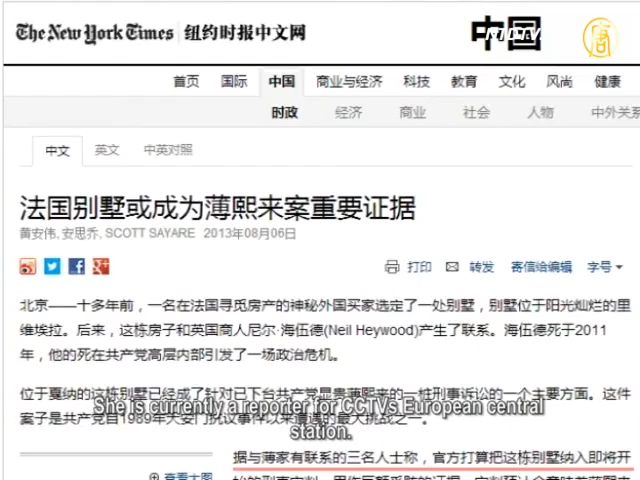 The New York Times 纽约时报中文网
中国
首页 国际 中国 商业与经济 科技 教育 文化 风尚 健康
时政 经济 商业 社会 人物 中外关系
中文 英文 中英对照
法国别墅或成为薄熙来案重要证据
黄安伟, 安思乔, SCOTT SAYARE 2013年08月06日
打印 转发 寄信给编辑 字号
北京——十多年前，一名在法国寻觅房产的神秘外国买家选定了一处别墅，别墅位于阳光灿烂的里
维埃拉。后来，这栋房子和英国商人尼尔·海伍德(Neil Heywood)产生了联系。海伍德死于2011
年，他的死在共产党高层内部引发了一场政治危机。
位于戛纳的这栋别墅已经成了针对已下台共产党显贵薄熙来的一桩刑事诉讼的一个主要方面。这件
案子是共产党自1989年天安门抗议事件以来遭遇的最大挑战之一。
She is currently a reporter for CCTVs European central
station.
据与薄家有联系的三名人士称，官方打算把这栋别墅纳入即将开
查看大图